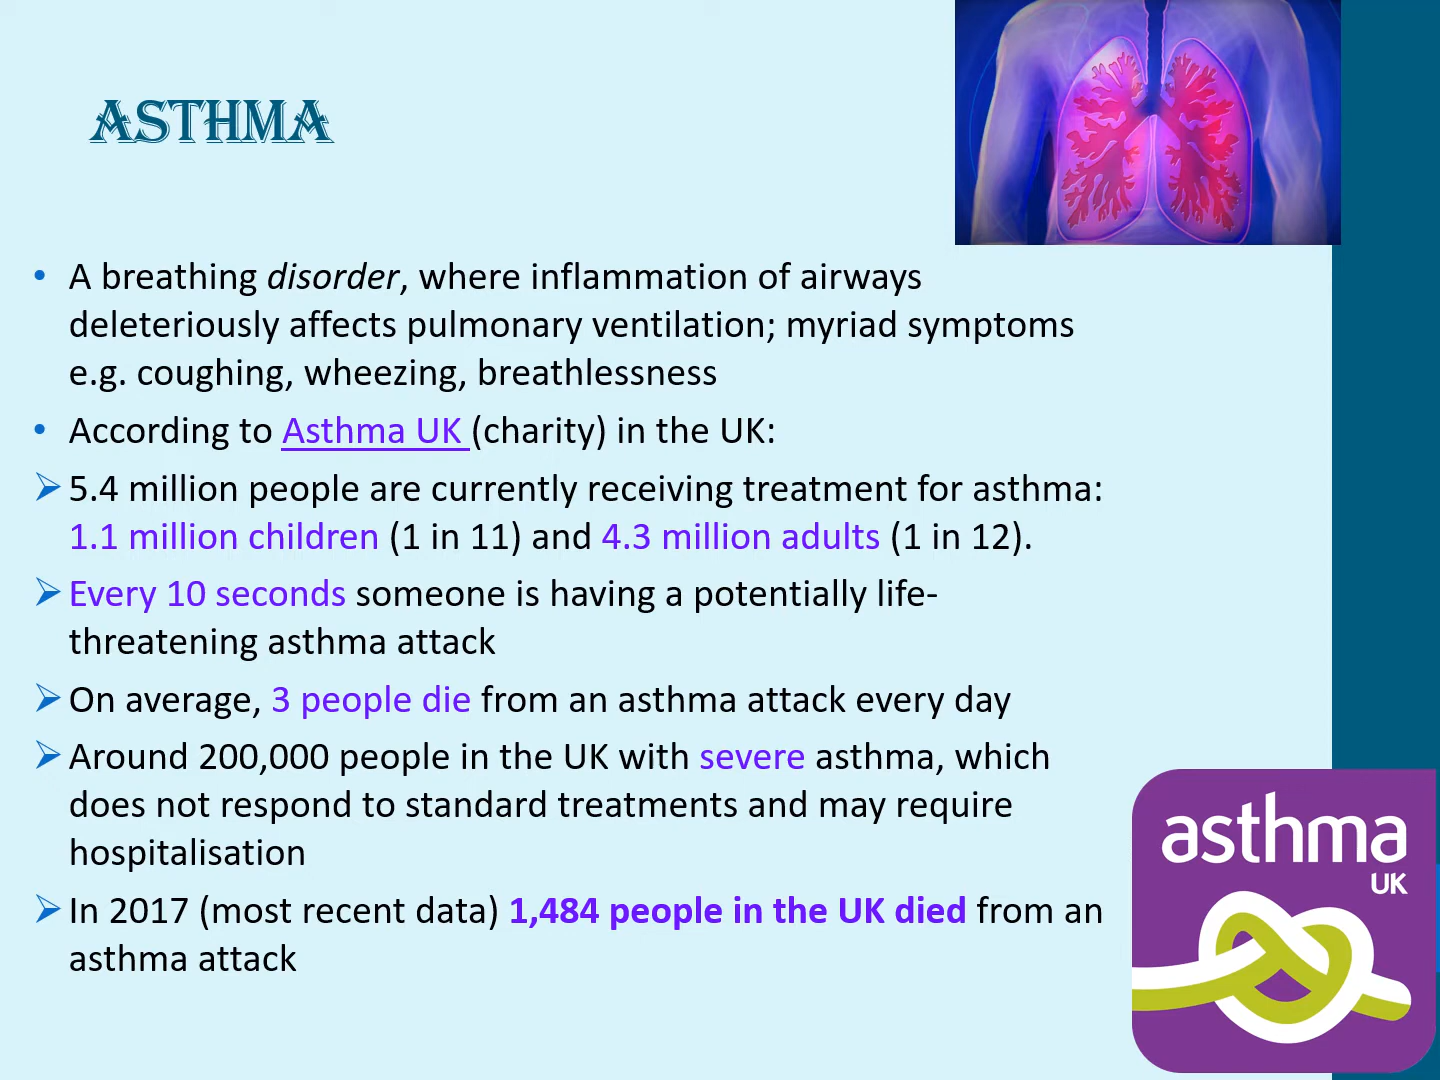 ASTHMA
• A breathing disorder, where inflammation of airways
deleteriously affects pulmonary ventilation; myriad symptoms
e.g. coughing, wheezing, breathlessness
• According to Asthma UK (charity) in the UK:
➢ 5.4 million people are currently receiving treatment for asthma:
1.1 million children (1 in 11) and 4.3 million adults (1 in 12).
➢ Every 10 seconds someone is having a potentially life-
threatening asthma attack
➢ On average, 3 people die from an asthma attack every day
➢ Around 200,000 people in the UK with severe asthma, which
does not respond to standard treatments and may require
hospitalisation
➢ In 2017 (most recent data) 1,484 people in the UK died from an
asthma attack
asthma
UK